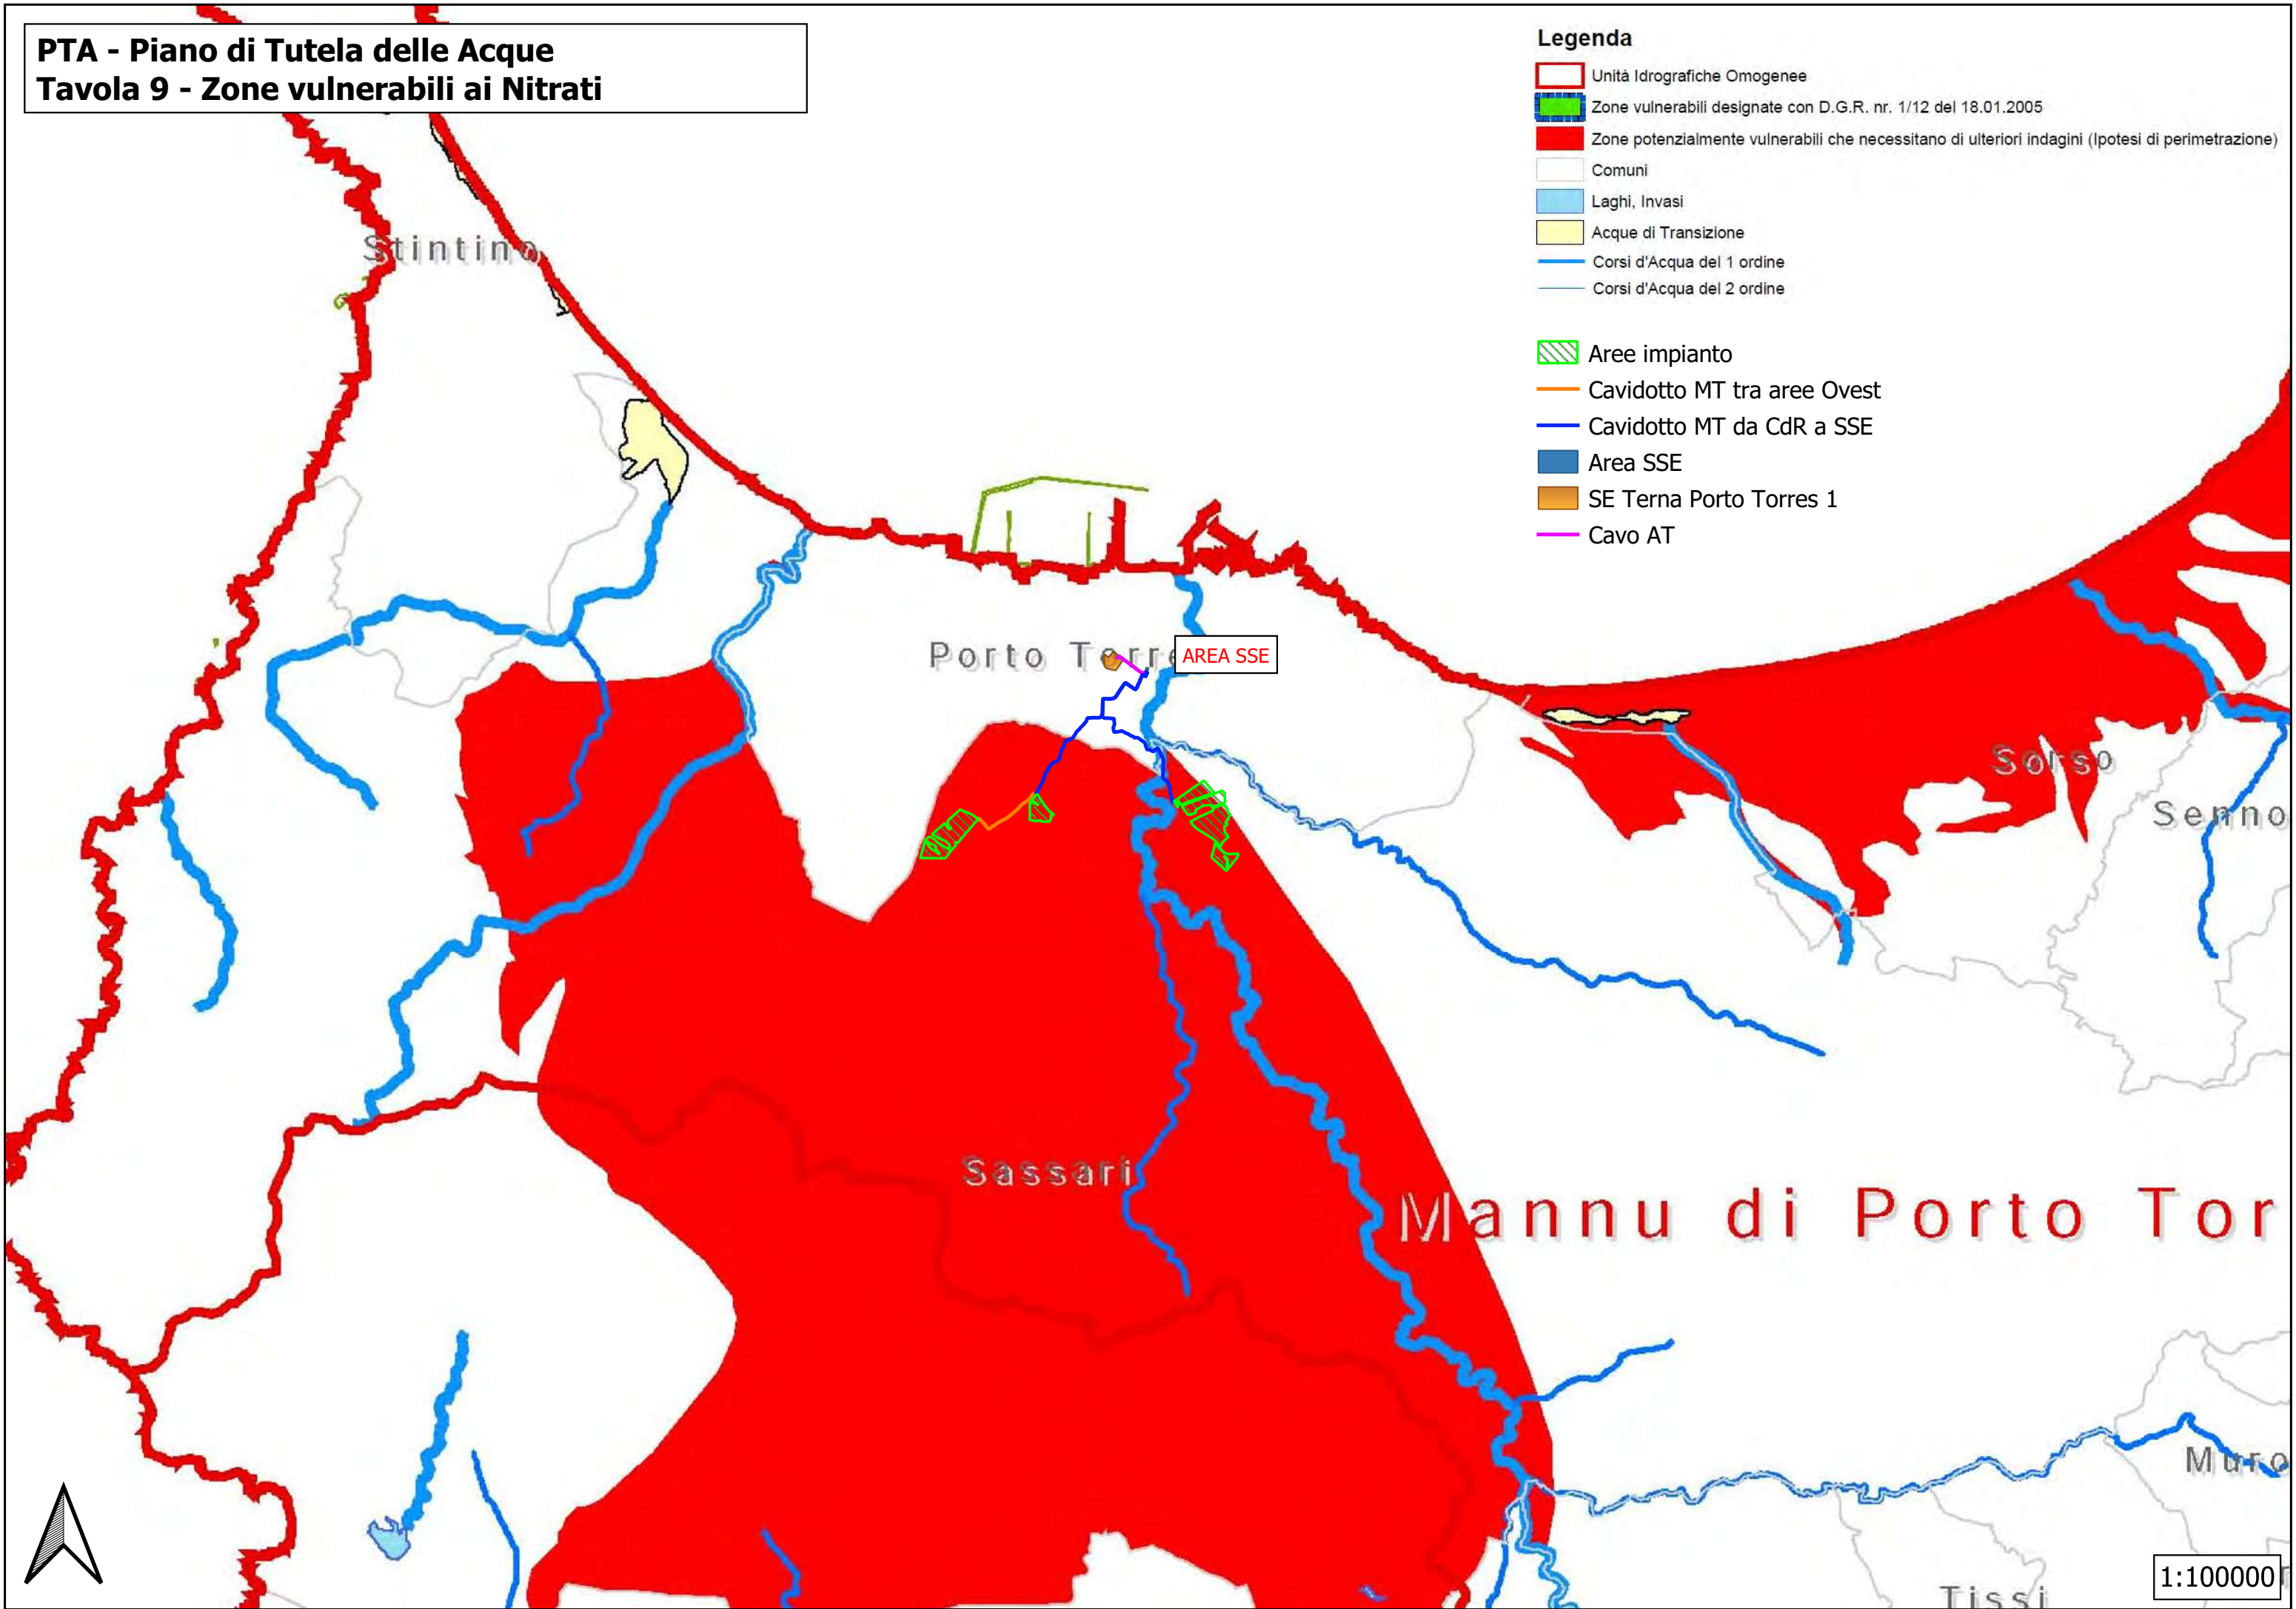 PTA - Piano di Tutela delle Acque
Tavola 9 - Zone vulnerabili ai Nitrati
Legenda
Unità Idrografiche Omogenee
Zone vulnerabili designate con D.G.R. nr. 1/12 del 18.01.2005
Zone potenzialmente vulnerabili che necessitano di ulteriori indagini (Ipotesi di perimetrazione)
Comuni
Laghi, Invasi
Acque di Transizione
Corsi d'Acqua del 1 ordine
Corsi d'Acqua del 2 ordine
Aree impianto
Cavidotto MT tra aree Ovest
Cavidotto MT da CdR a SSE
Area SSE
SE Terna Porto Torres 1
Cavo AT
Stintino
Porto Torre
AREA SSE
Sorso
Senno
Sassari
Mannu di Porto Tor
Muro
Tissi
1:100000